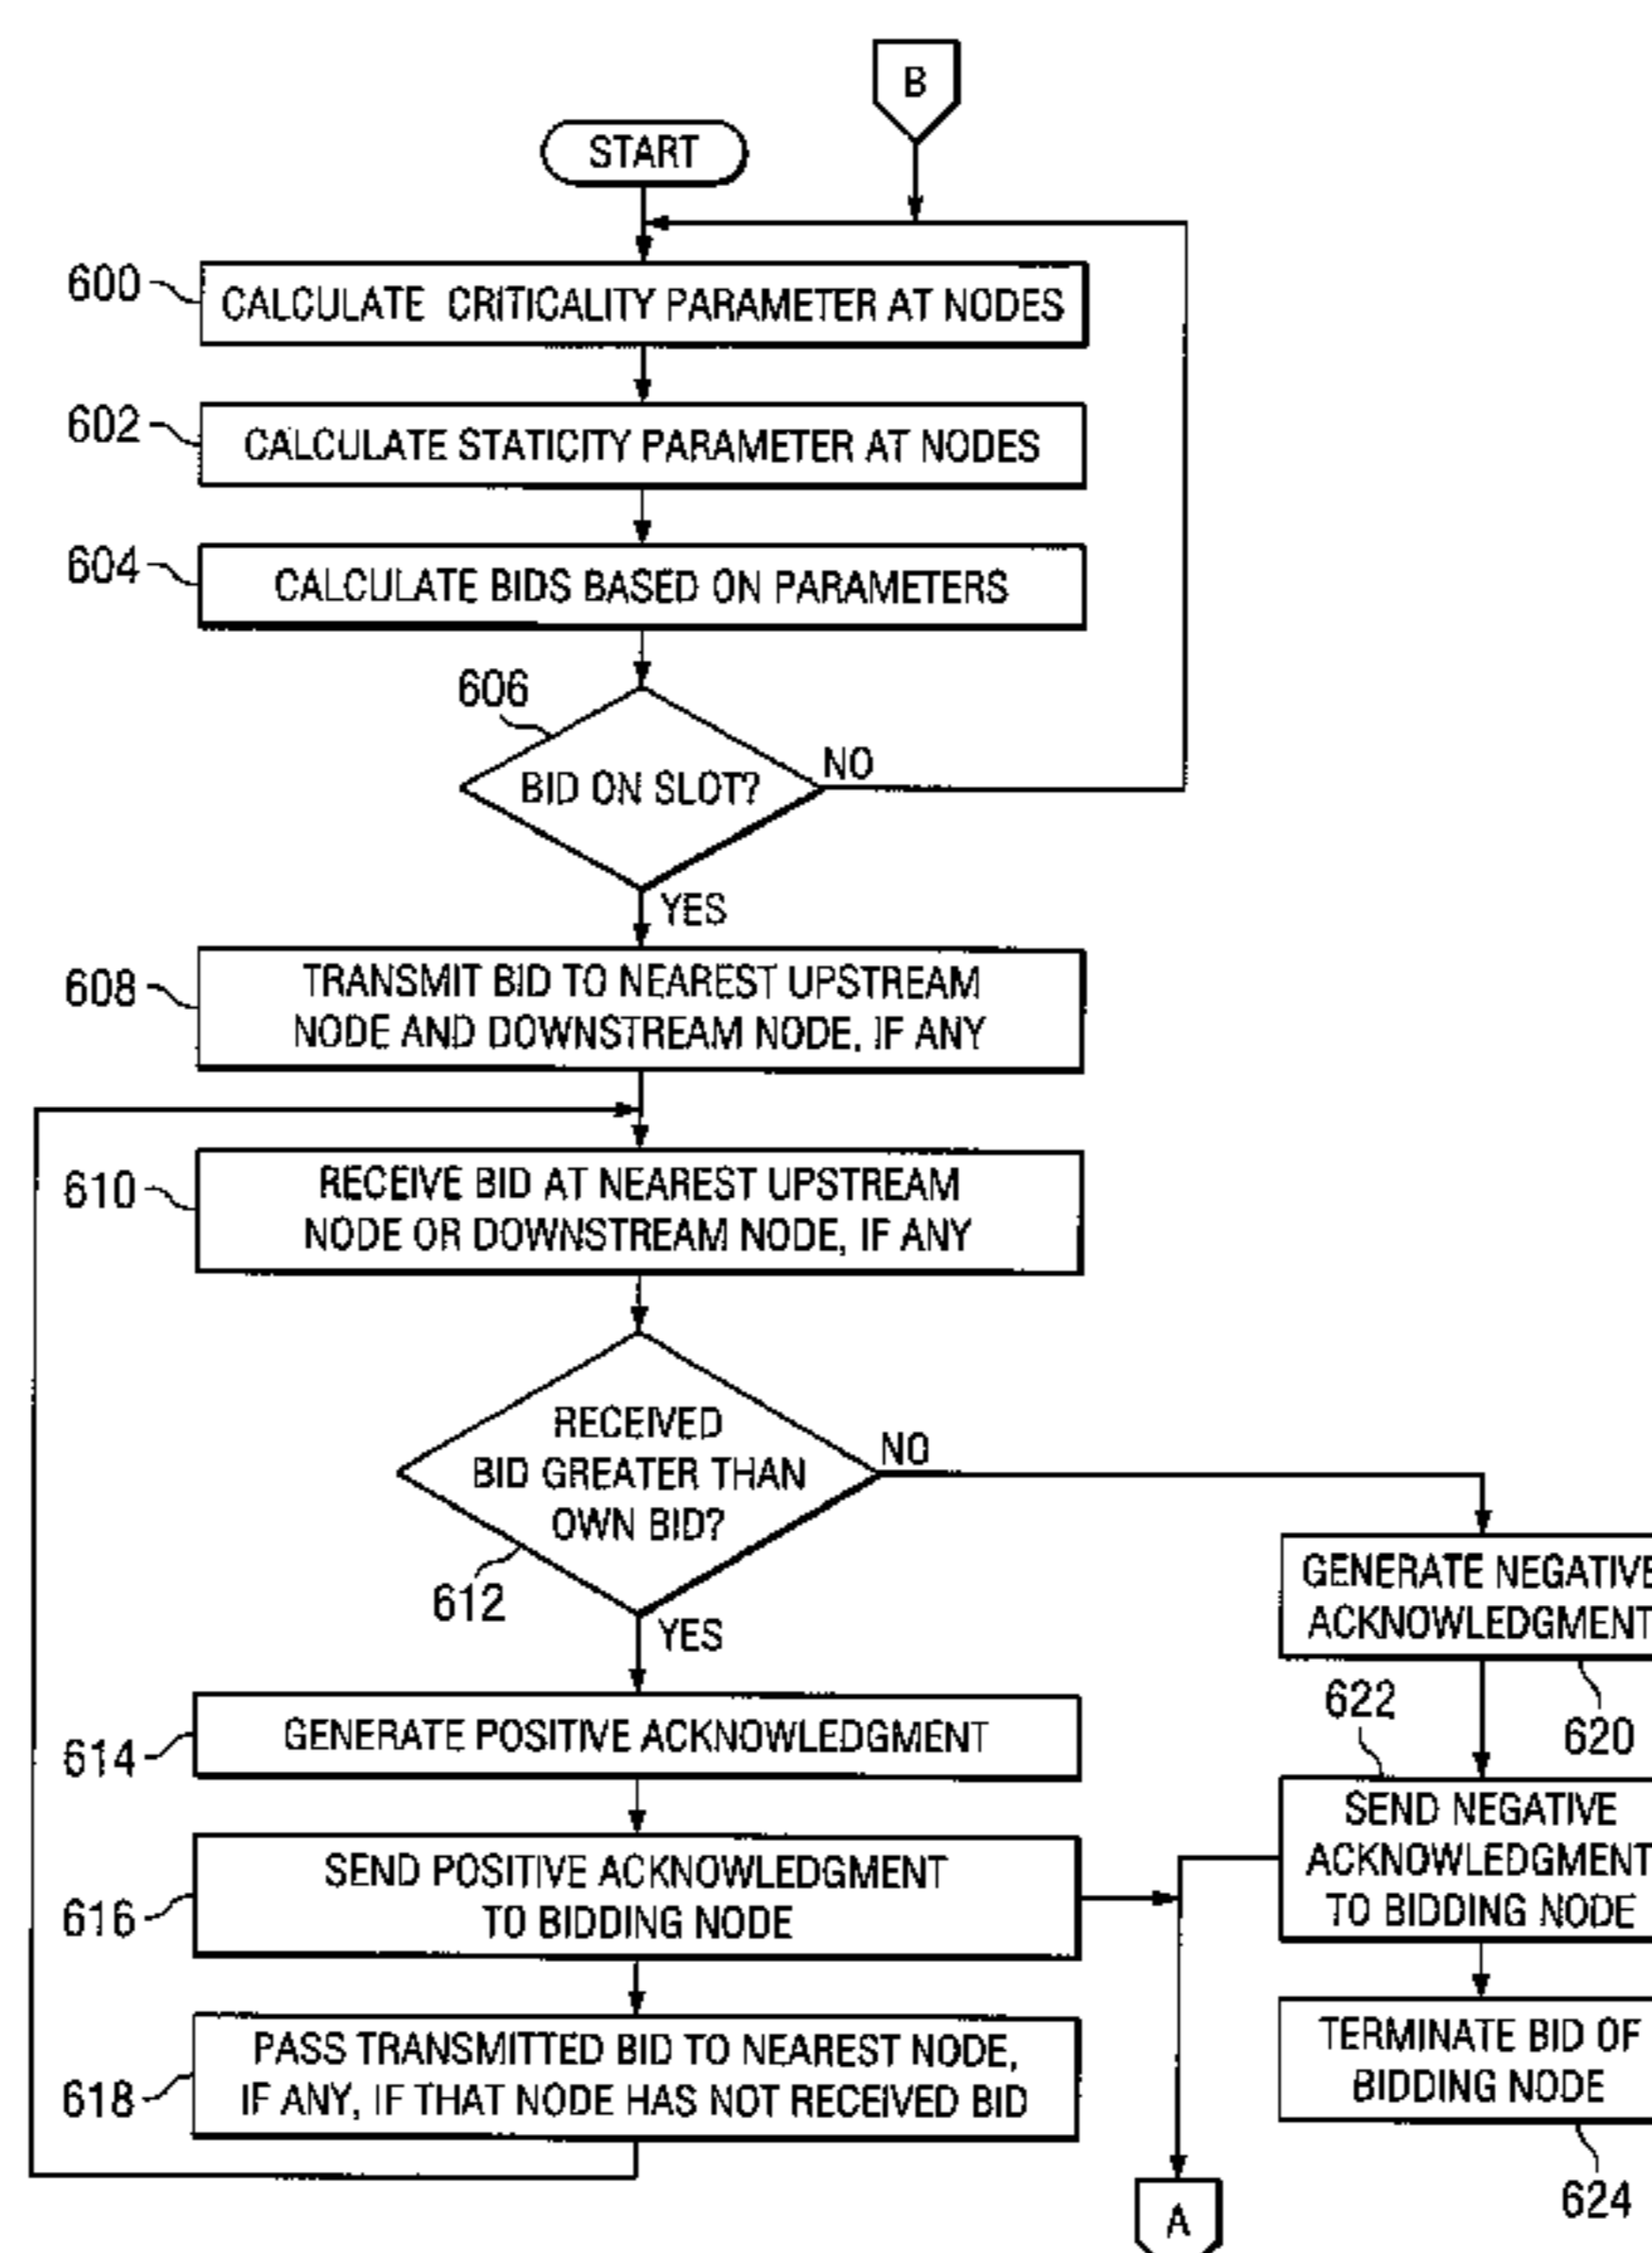 B
START
600
CALCULATE CRITICALITY PARAMETER AT NODES
602
CALCULATE STATICITY PARAMETER AT NODES
604
CALCULATE BIDS BASED ON PARAMETERS
606
BID ON SLOT?
NO
YES
608
TRANSMIT BID TO NEAREST UPSTREAM
NODE AND DOWNSTREAM NODE, IF ANY
610
RECEIVE BID AT NEAREST UPSTREAM
NODE OR DOWNSTREAM NODE, IF ANY
RECEIVED
BID GREATER THAN
OWN BID?
NO
612
YES
GENERATE NEGATIVE
ACKNOWLEDGMENT
620
614
GENERATE POSITIVE ACKNOWLEDGMENT
622
SEND NEGATIVE
ACKNOWLEDGMENT
TO BIDDING NODE
616
SEND POSITIVE ACKNOWLEDGMENT
TO BIDDING NODE
618
PASS TRANSMITTED BID TO NEAREST NODE,
IF ANY, IF THAT NODE HAS NOT RECEIVED BID
TERMINATE BID OF
BIDDING NODE
624
A